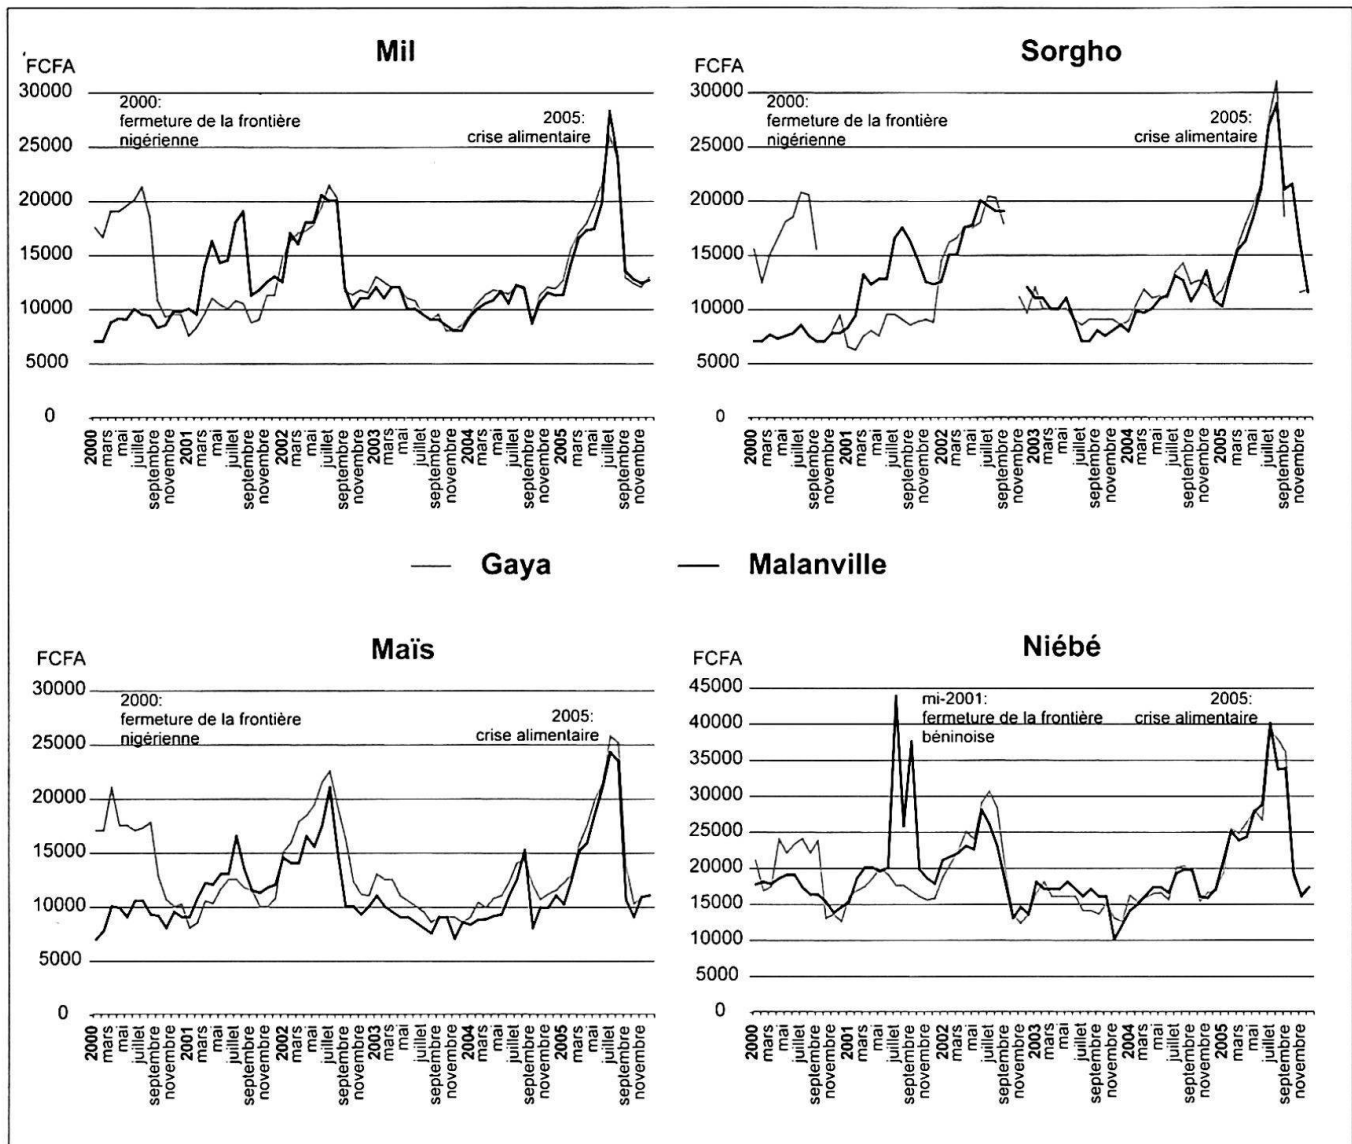 Mil
FCFA
30000
25000
20000
15000
10000
5000
0
2000:
fermeture de la frontière
nigérienne
2005:
crise alimentaire
2000
mars
mai
juillet
septembre
novembre
2001
mars
mai
juillet
septembre
novembre
2002
mars
mai
juillet
septembre
novembre
2003
mars
mai
juillet
septembre
novembre
2004
mars
mai
juillet
septembre
novembre
2005
mars
mai
juillet
septembre
novembre
Sorgho
FCFA
30000
25000
20000
15000
10000
5000
0
2000:
fermeture de la frontière
nigérienne
2005:
crise alimentaire
2000
mars
mai
juillet
septembre
novembre
2001
mars
mai
juillet
septembre
novembre
2002
mars
mai
juillet
septembre
novembre
2003
mars
mai
juillet
septembre
novembre
2004
mars
mai
juillet
septembre
novembre
2005
mars
mai
juillet
septembre
novembre
Gaya
Malanville
Maïs
FCFA
30000
25000
20000
15000
10000
5000
0
2000:
fermeture de la frontière
nigérienne
2005:
crise alimentaire
2000
mars
mai
juillet
septembre
novembre
2001
mars
mai
juillet
septembre
novembre
2002
mars
mai
juillet
septembre
novembre
2003
mars
mai
juillet
septembre
novembre
2004
mars
mai
juillet
septembre
novembre
2005
mars
mai
juillet
septembre
novembre
Niébé
FCFA
45000
40000
35000
30000
25000
20000
15000
10000
5000
0
mi-2001:
fermeture de la frontière
béninoise
2005:
crise alimentaire
2000
mars
mai
juillet
septembre
novembre
2001
mars
mai
juillet
septembre
novembre
2002
mars
mai
juillet
septembre
novembre
2003
mars
mai
juillet
septembre
novembre
2004
mars
mai
juillet
septembre
novembre
2005
mars
mai
juillet
septembre
novembre